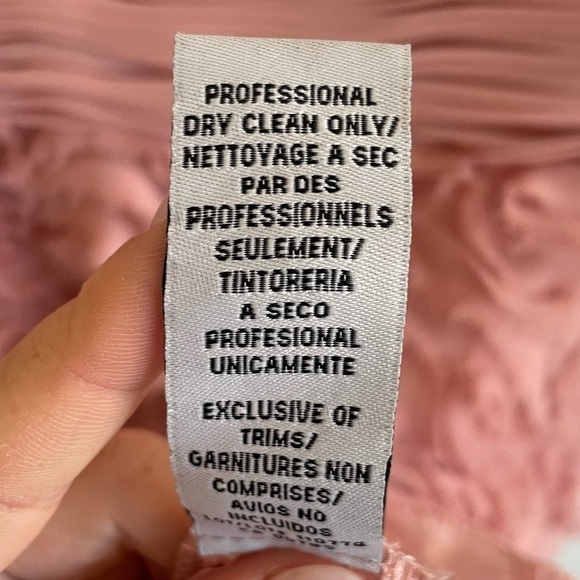 PROFESSIONAL
DRY CLEAN ONLY/
NETTOYAGE A SEC
PAR DES
PROFESSIONNELS
SEULEMENT/
TINTORERIA
A SECO
PROFESIONAL
UNICAMENTE
EXCLUSIVE OF
TRIMS/
GARNITURES NON
COMPRISES/
AVIOS NO
INCLUIDOS